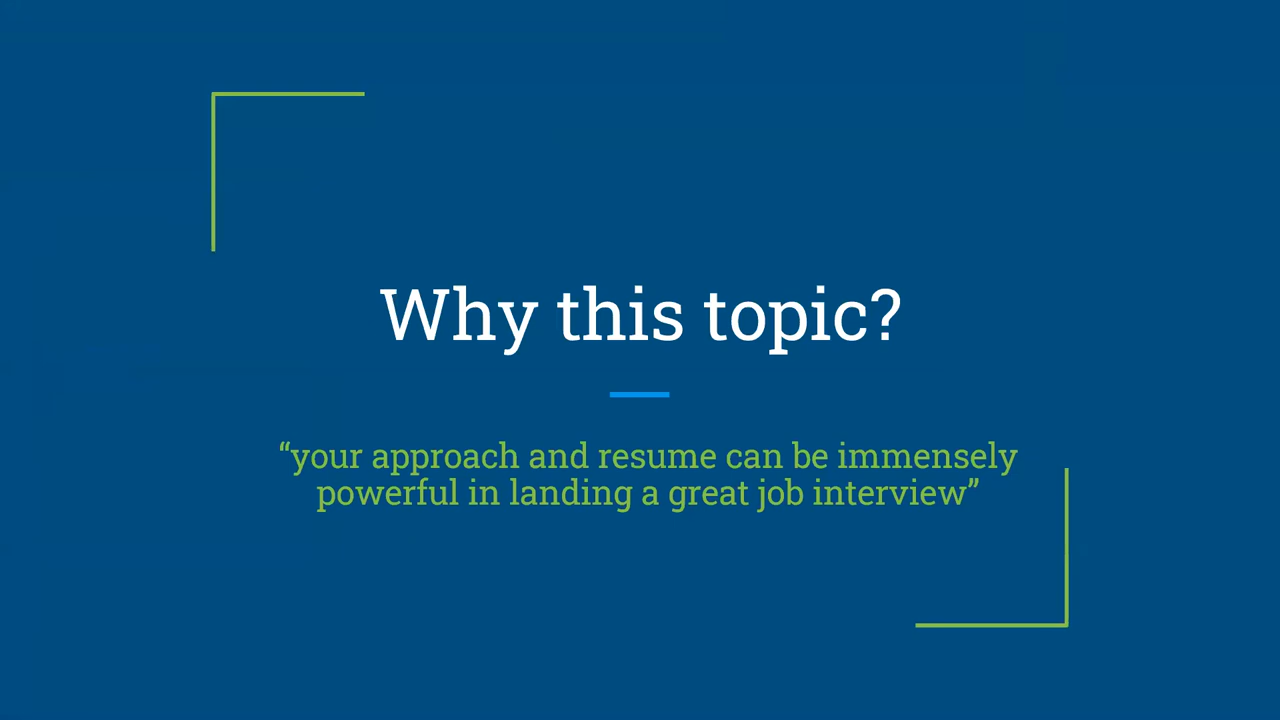 Why this topic?
“your approach and resume can be immensely
powerful in landing a great job interview”